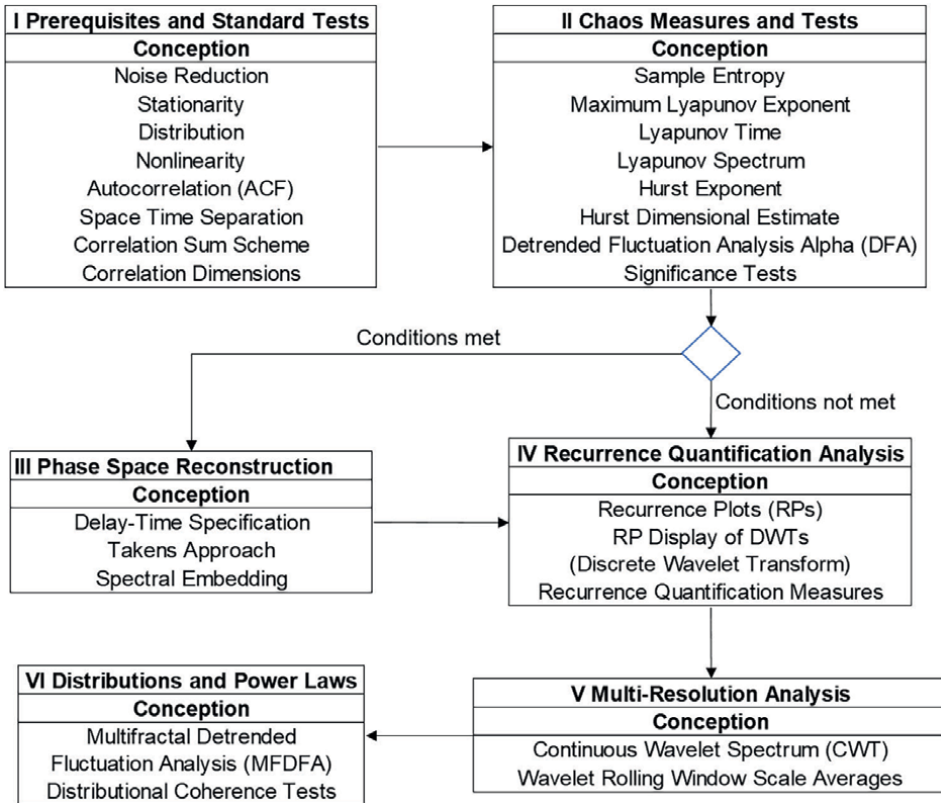 I Prerequisites and Standard Tests
Conception
Noise Reduction
Stationarity
Distribution
Nonlinearity
Autocorrelation (ACF)
Space Time Separation
Correlation Sum Scheme
Correlation Dimensions
II Chaos Measures and Tests
Conception
Sample Entropy
Maximum Lyapunov Exponent
Lyapunov Time
Lyapunov Spectrum
Hurst Exponent
Hurst Dimensional Estimate
Detrended Fluctuation Analysis Alpha (DFA)
Significance Tests
Conditions met
Conditions not met
III Phase Space Reconstruction
Conception
Delay-Time Specification
Takens Approach
Spectral Embedding
IV Recurrence Quantification Analysis
Conception
Recurrence Plots (RPs)
RP Display of DWTs
(Discrete Wavelet Transform)
Recurrence Quantification Measures
V Multi-Resolution Analysis
Conception
Continuous Wavelet Spectrum (CWT)
Wavelet Rolling Window Scale Averages
VI Distributions and Power Laws
Conception
Multifractal Detrended
Fluctuation Analysis (MFDFA)
Distributional Coherence Tests